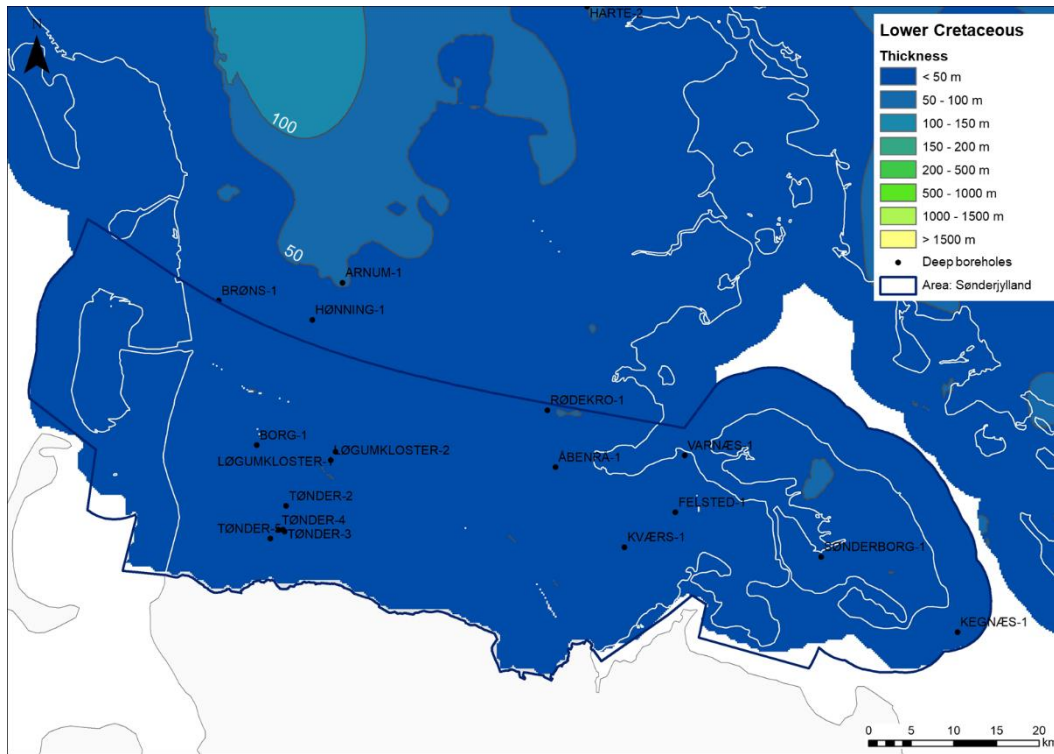 N
HARTE-2
Lower Cretaceous
Thickness
< 50 m
50 - 100 m
100 - 150 m
150 - 200 m
200 - 500 m
500 - 1000 m
1000 - 1500 m
> 1500 m
Deep boreholes
Area: Sønderjylland
100
50
ARNUM-1
BRØNS-1
HØNNING-1
RØDEKRO-1
BORG-1
LØGUMKLOSTER-2
LØGUMKLOSTER-
VARNÆS-1
ÅBENRÅ-1
TØNDER-2
FELSTED-1
TØNDER-4
TØNDER-5
TØNDER-3
KVÆRS-1
SØNDERBORG-1
KEGNÆS-1
0 5 10 15 20
km